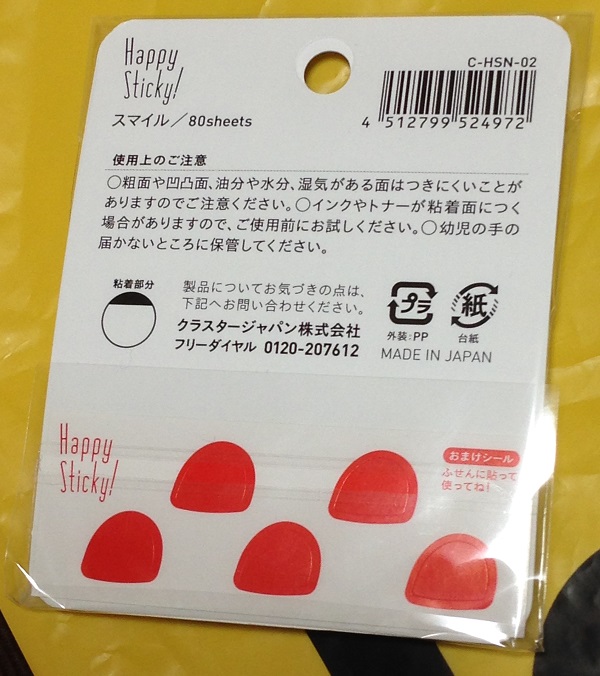 Happy
Sticky!
C-HSN-02
4 512799 524972
スマイル／80sheets
使用上のご注意
○粗面や凹凸面、油分や水分、湿気がある面はつきにくいことが
ありますのでご注意ください。○インクやトナーが粘着面につく
場合がありますので、ご使用前にお試しください。○幼児の手の
届かないところに保管してください。
粘着部分
製品についてお気づきの点は、
下記へお問い合わせください。
クラスタージャパン株式会社
フリーダイヤル 0120-207612
プラ
外装:PP
紙
台紙
MADE IN JAPAN
Happy
Sticky!
おまけシール
ふせんに貼って
使ってね!